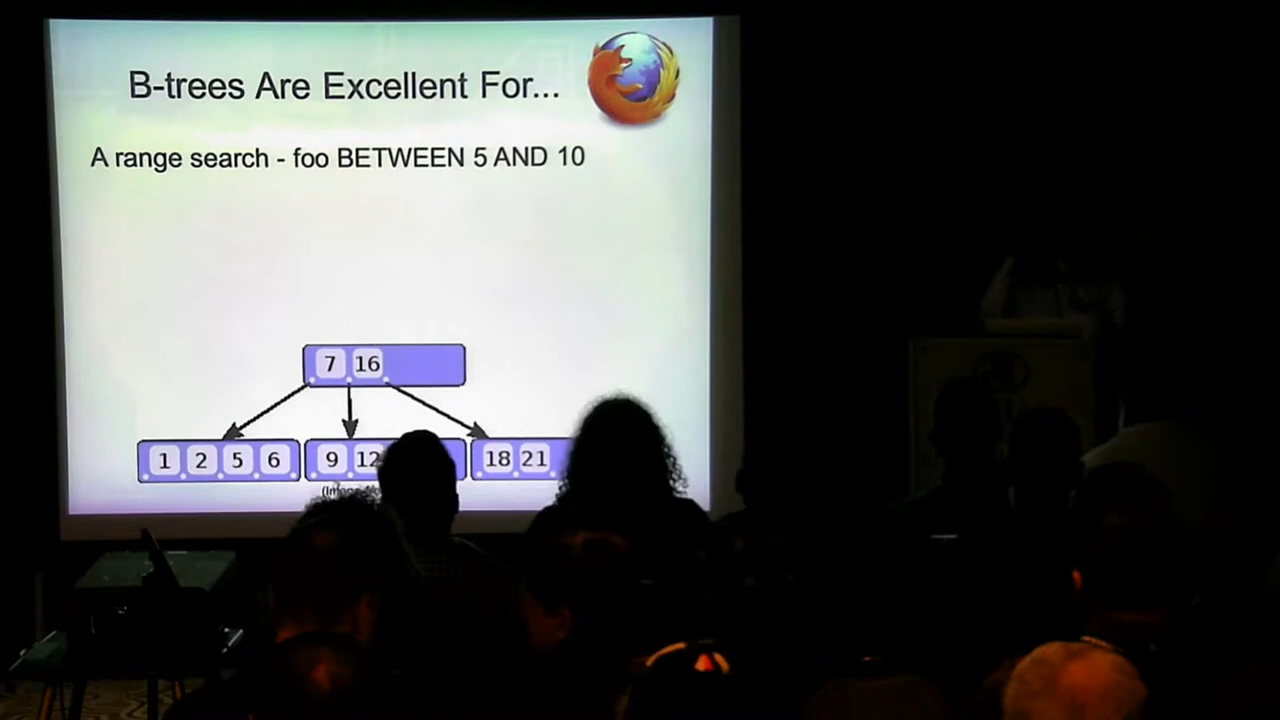 B-trees Are Excellent For...
A range search - foo BETWEEN 5 AND 10
7 16
1 2 5 6 9 12 18 21